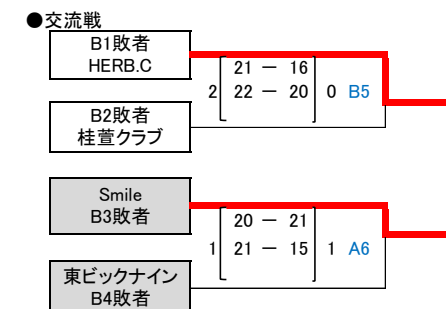 ●交流戦
B1敗者
HERB.C
21 － 16
2 22 － 20 0 B5
B2敗者
桂萱クラブ
Smile
B3敗者
20 － 21
1 21 － 15 1 A6
東ビックナイン
B4敗者